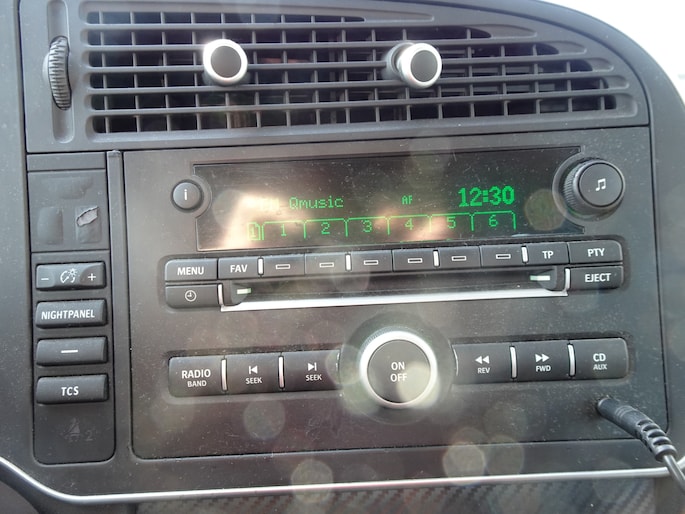 i
Qmusic AF 12:30
1 2 3 4 5 6
MENU FAV TP PTY
EJECT
− +
NIGHTPANEL
TCS
RADIO
BAND
SEEK
SEEK
ON
OFF
REV
FWD
CD
AUX
2